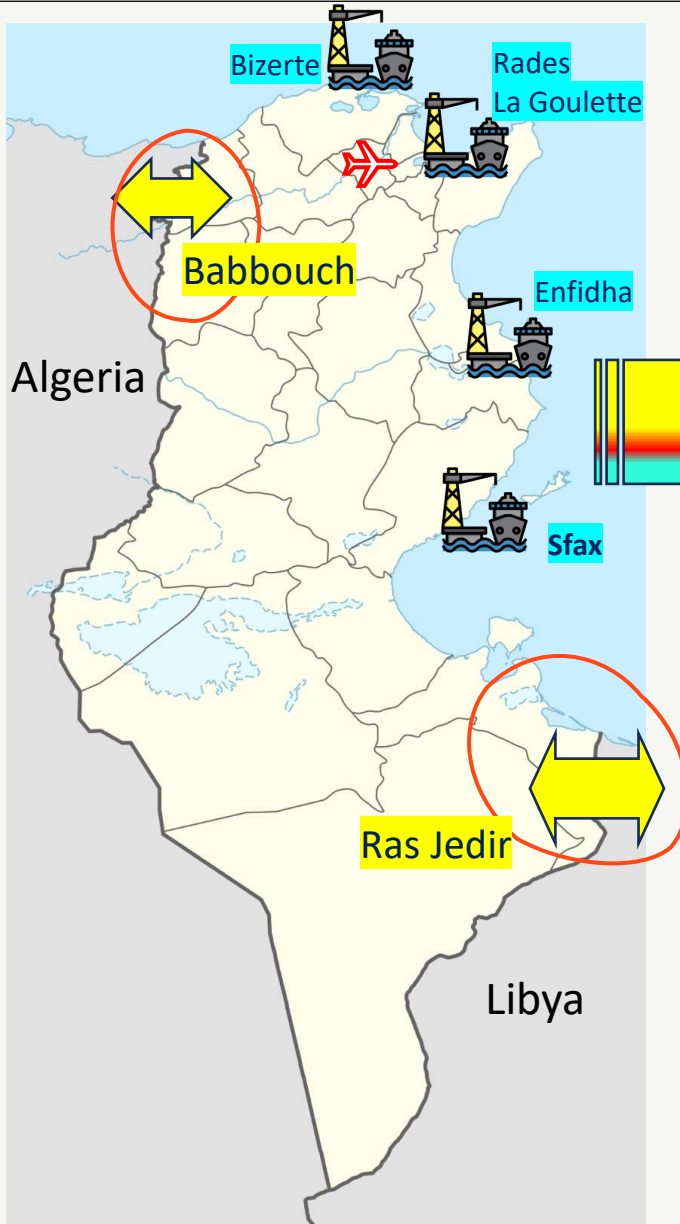 Bizerte
Rades
La Goulette
Babbouch
Enfidha
Algeria
Sfax
Ras Jedir
Libya